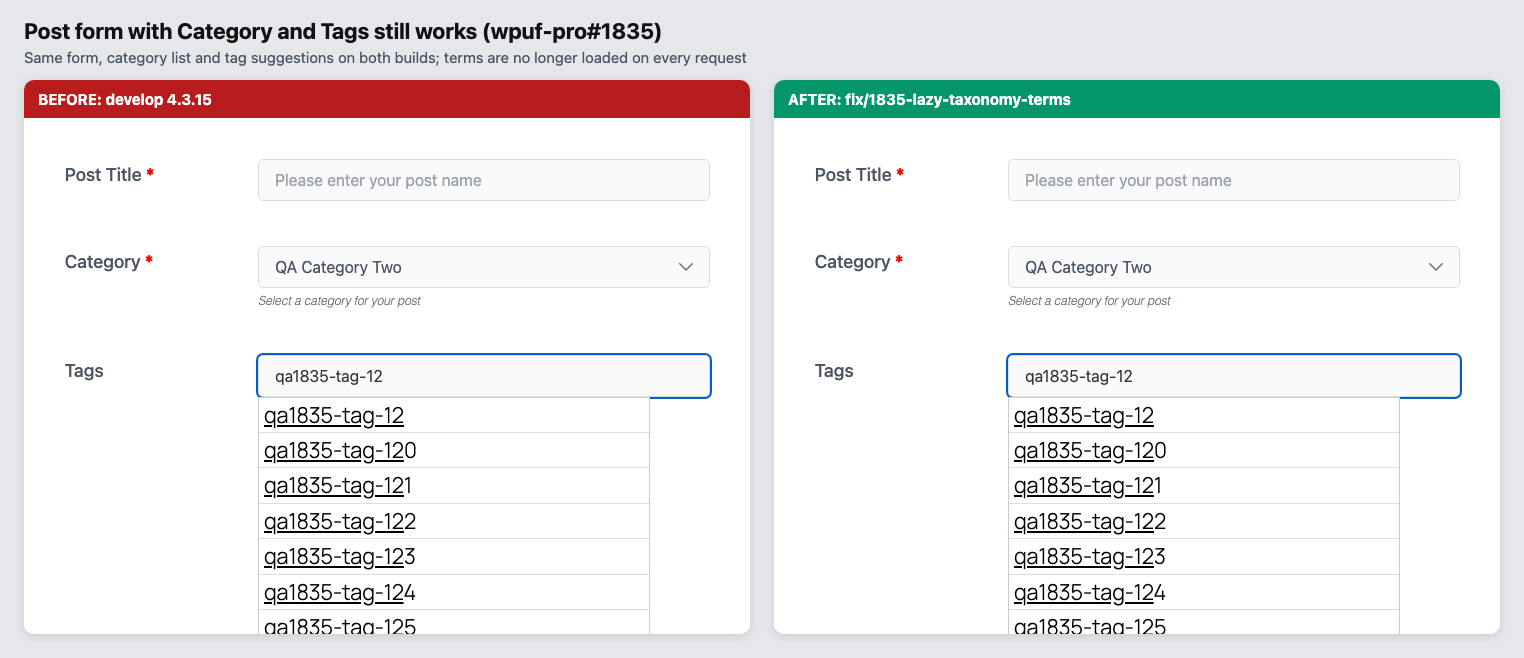 Post form with Category and Tags still works (wpuf-pro#1835)
Same form, category list and tag suggestions on both builds; terms are no longer loaded on every request
BEFORE: develop 4.3.15
Post Title *
Please enter your post name
Category *
QA Category Two
Select a category for your post
Tags
qa1835-tag-12
qa1835-tag-12
qa1835-tag-120
qa1835-tag-121
qa1835-tag-122
qa1835-tag-123
qa1835-tag-124
qa1835-tag-125
AFTER: fix/1835-lazy-taxonomy-terms
Post Title *
Please enter your post name
Category *
QA Category Two
Select a category for your post
Tags
qa1835-tag-12
qa1835-tag-12
qa1835-tag-120
qa1835-tag-121
qa1835-tag-122
qa1835-tag-123
qa1835-tag-124
qa1835-tag-125